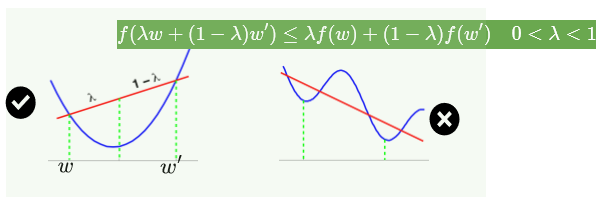 f(λw + (1 − λ)w′) ≤ λf(w) + (1 − λ)f(w′)   0 < λ < 1
λ   1−λ
w   w′